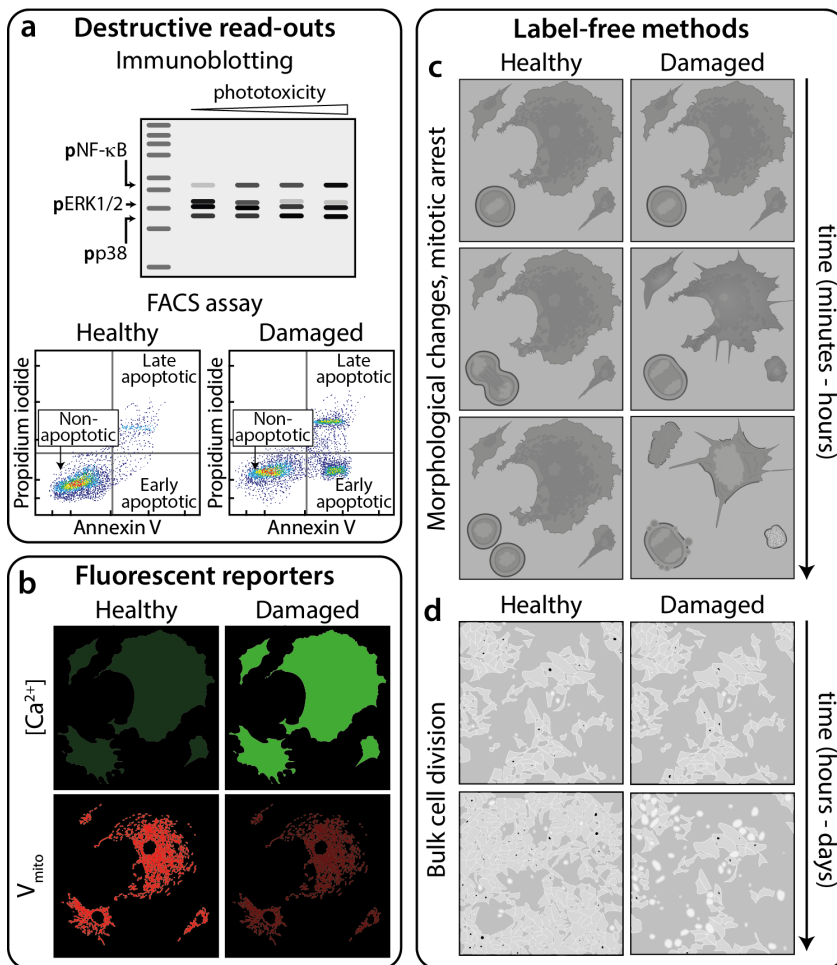 a
Destructive read-outs
Immunoblotting
phototoxicity
pNF-κB
pERK1/2
pp38
FACS assay
Healthy
Damaged
Propidium iodide
Late
apoptotic
Non-
apoptotic
Early
apoptotic
Annexin V
Propidium iodide
Late
apoptotic
Non-
apoptotic
Early
apoptotic
Annexin V
b
Fluorescent reporters
Healthy
Damaged
[Ca²⁺]
Vmito
Label-free methods
c
Healthy
Damaged
Morphological changes, mitotic arrest
time (minutes - hours)
d
Healthy
Damaged
Bulk cell division
time (hours - days)